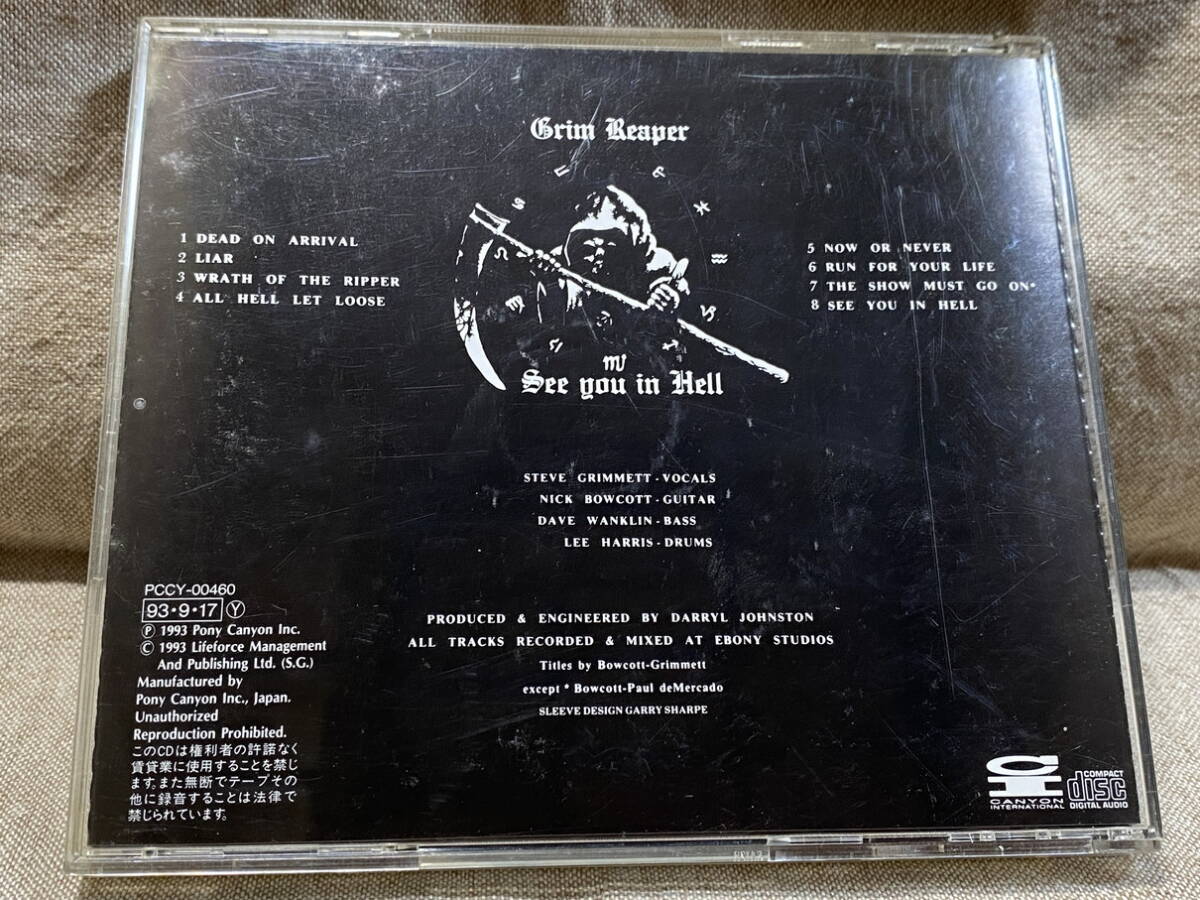 Grim Reaper
1 DEAD ON ARRIVAL
2 LIAR
3 WRATH OF THE RIPPER
4 ALL HELL LET LOOSE
5 NOW OR NEVER
6 RUN FOR YOUR LIFE
7 THE SHOW MUST GO ON*
8 SEE YOU IN HELL
See you in Hell
STEVE GRIMMETT - VOCALS
NICK BOWCOTT - GUITAR
DAVE WANKLIN - BASS
LEE HARRIS - DRUMS
PRODUCED & ENGINEERED BY DARRYL JOHNSTON
ALL TRACKS RECORDED & MIXED AT EBONY STUDIOS
Titles by Bowcott-Grimmett
except * Bowcott-Paul deMercado
SLEEVE DESIGN GARRY SHARPE
PCCY-00460
93・9・17 Ⓨ
Ⓟ 1993 Pony Canyon Inc.
© 1993 Lifeforce Management
And Publishing Ltd. (S.G.)
Manufactured by
Pony Canyon Inc., Japan.
Unauthorized
Reproduction Prohibited.
このCDは権利者の許諾なく
賃貸業に使用することを禁じ
ます。また無断でテープその
他に録音することは法律で
禁じられています。
CANYON
INTERNATIONAL
COMPACT
disc
DIGITAL AUDIO